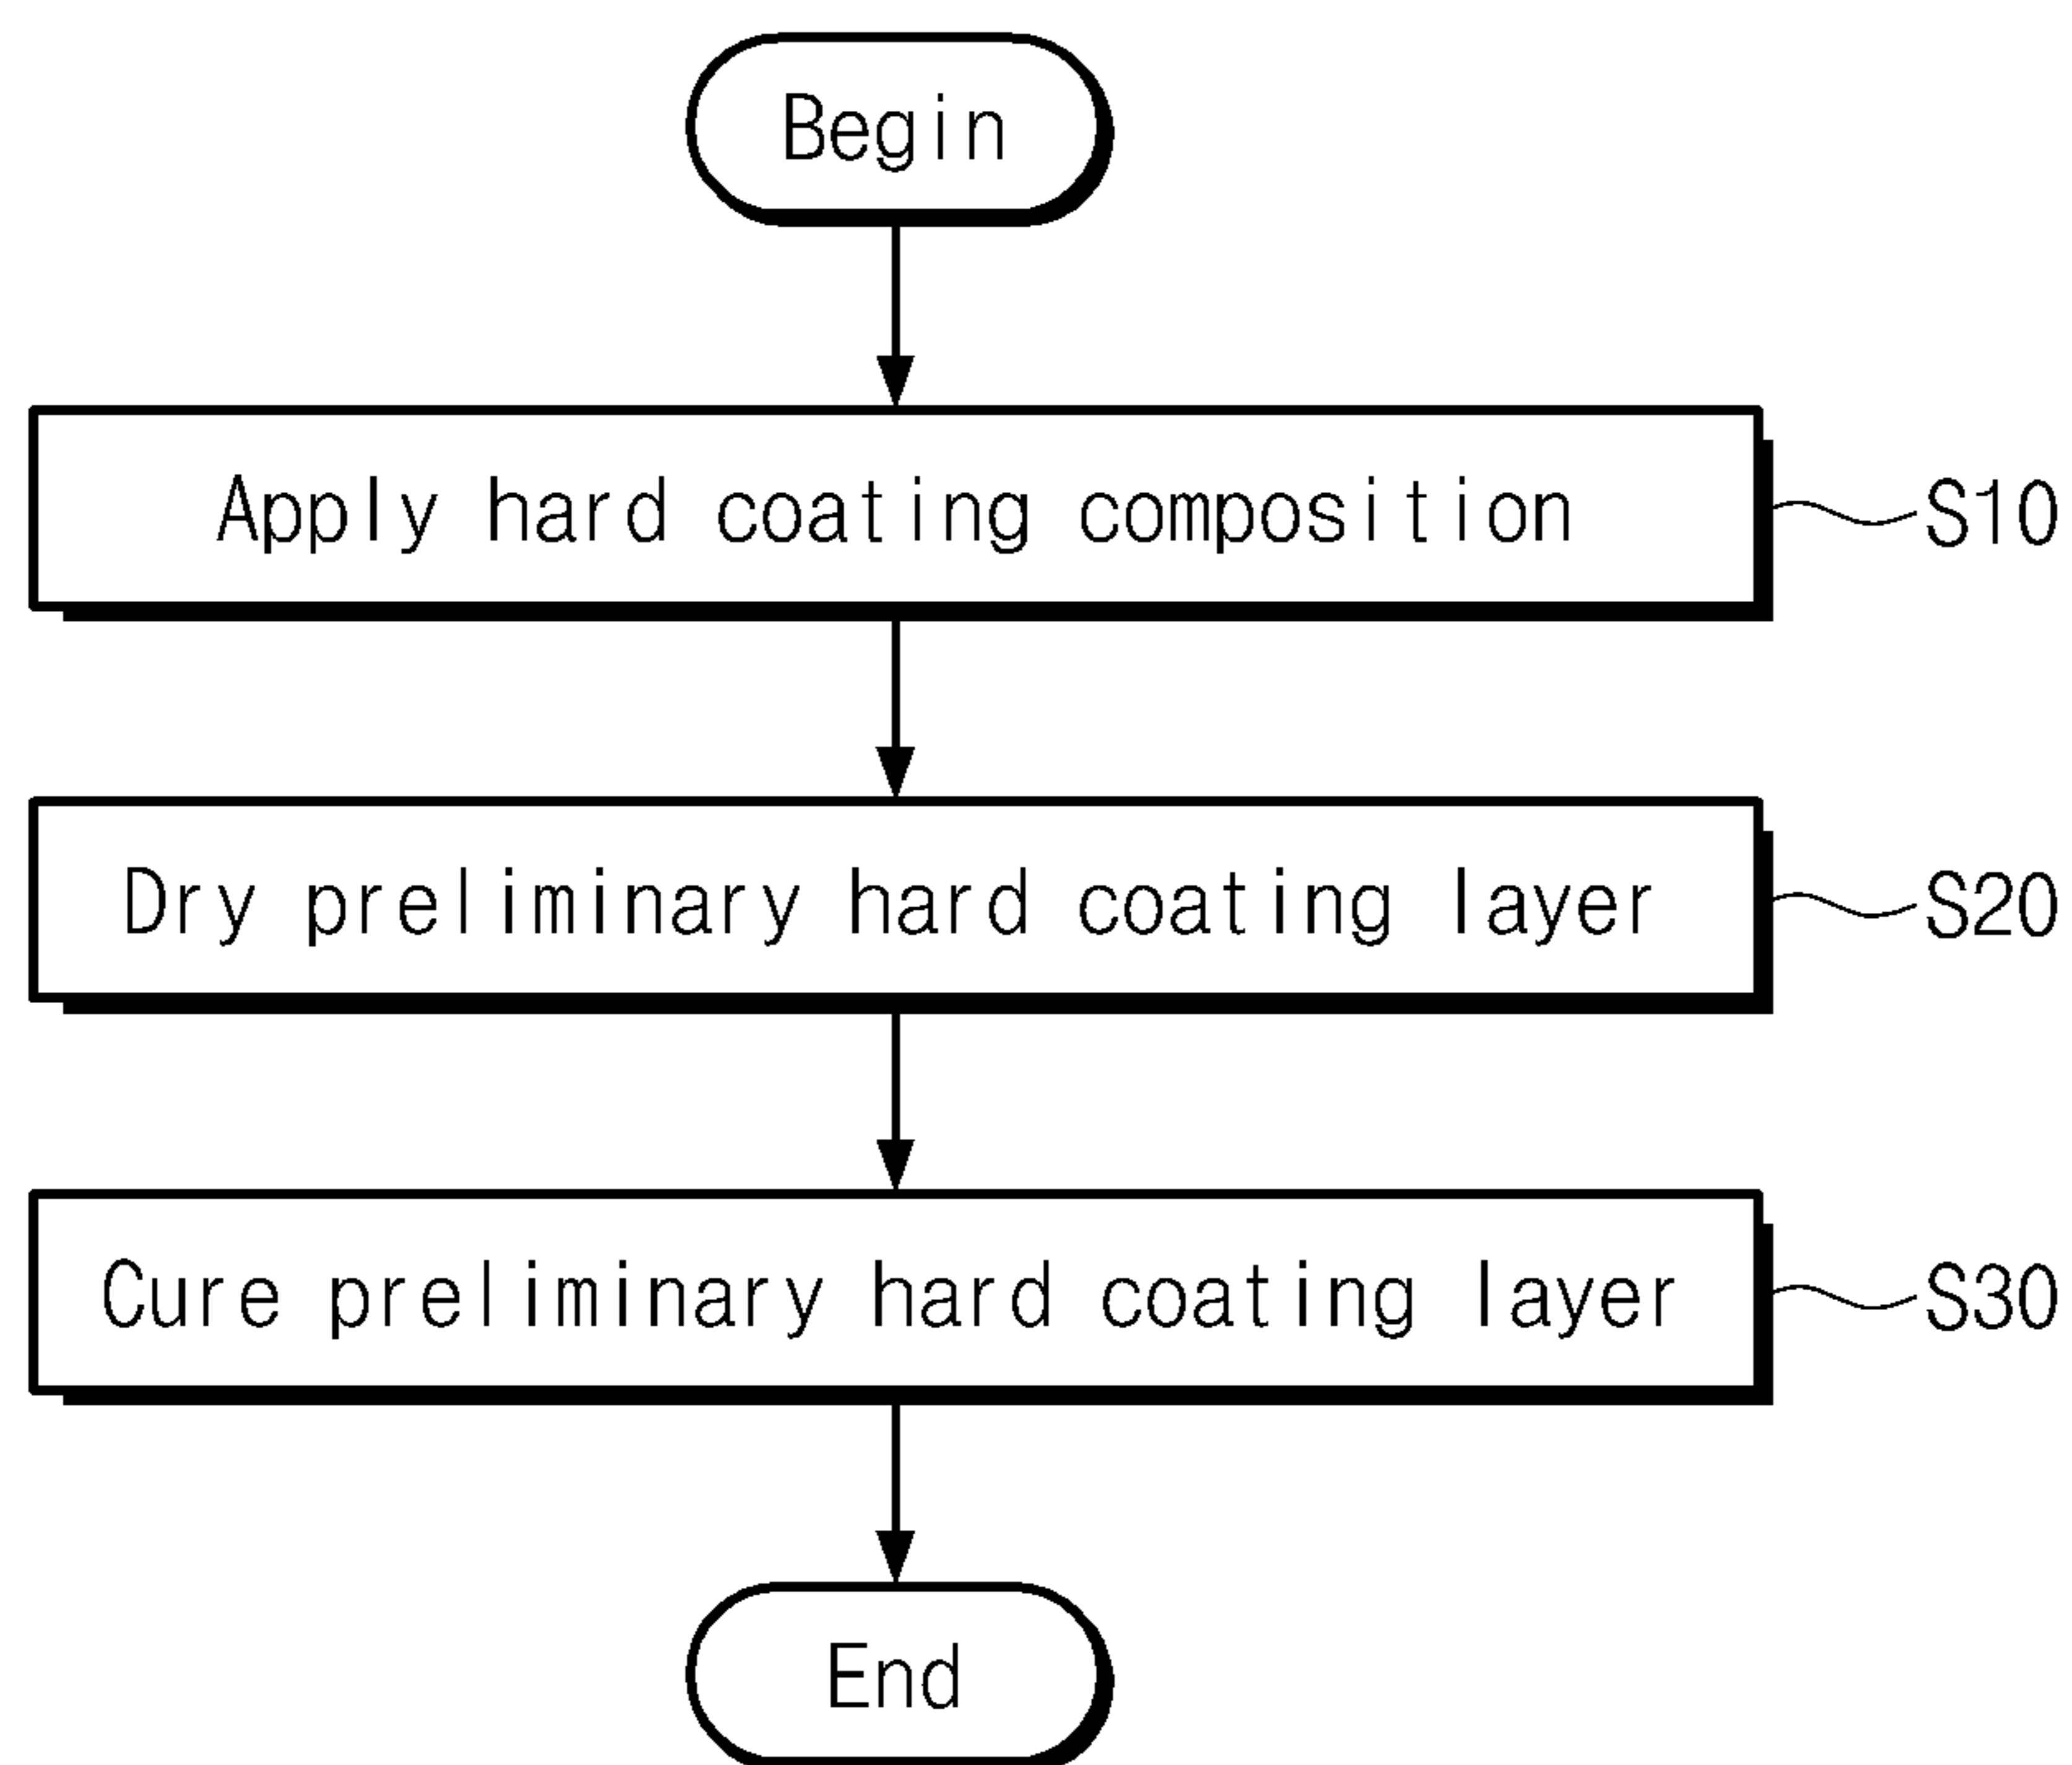 Begin
Apply hard coating composition S10
Dry preliminary hard coating layer S20
Cure preliminary hard coating layer S30
End